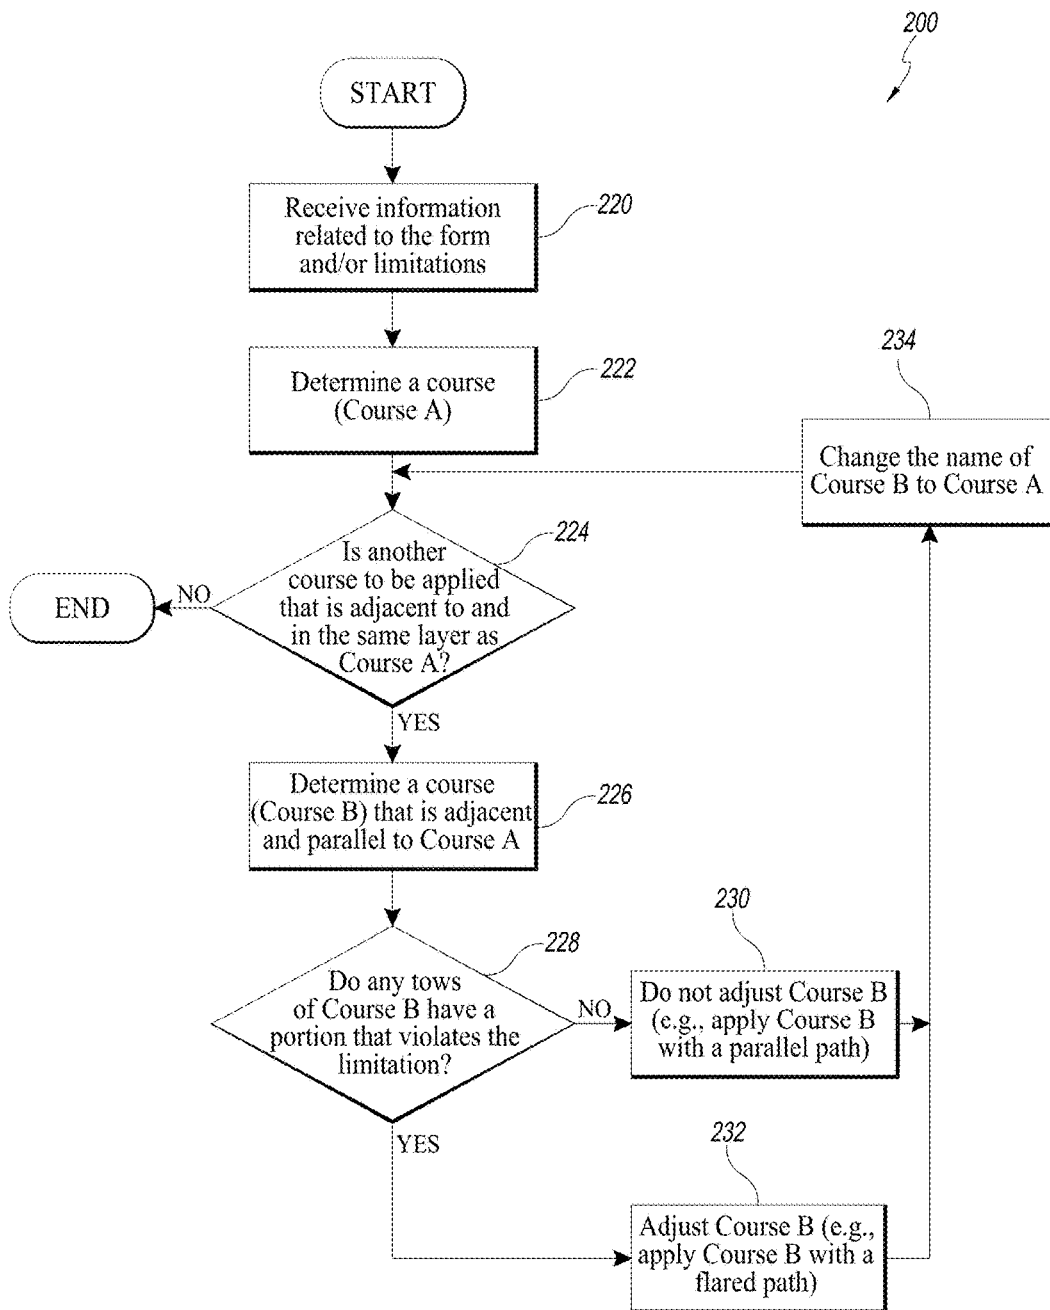 200
START
Receive information
related to the form
and/or limitations
220
Determine a course
(Course A)
222
234
Change the name of
Course B to Course A
Is another
course to be applied
that is adjacent to and
in the same layer as
Course A?
224
NO
END
YES
Determine a course
(Course B) that is adjacent
and parallel to Course A
226
Do any tows
of Course B have a
portion that violates the
limitation?
228
NO
230
Do not adjust Course B
(e.g., apply Course B
with a parallel path)
YES
232
Adjust Course B (e.g.,
apply Course B with a
flared path)